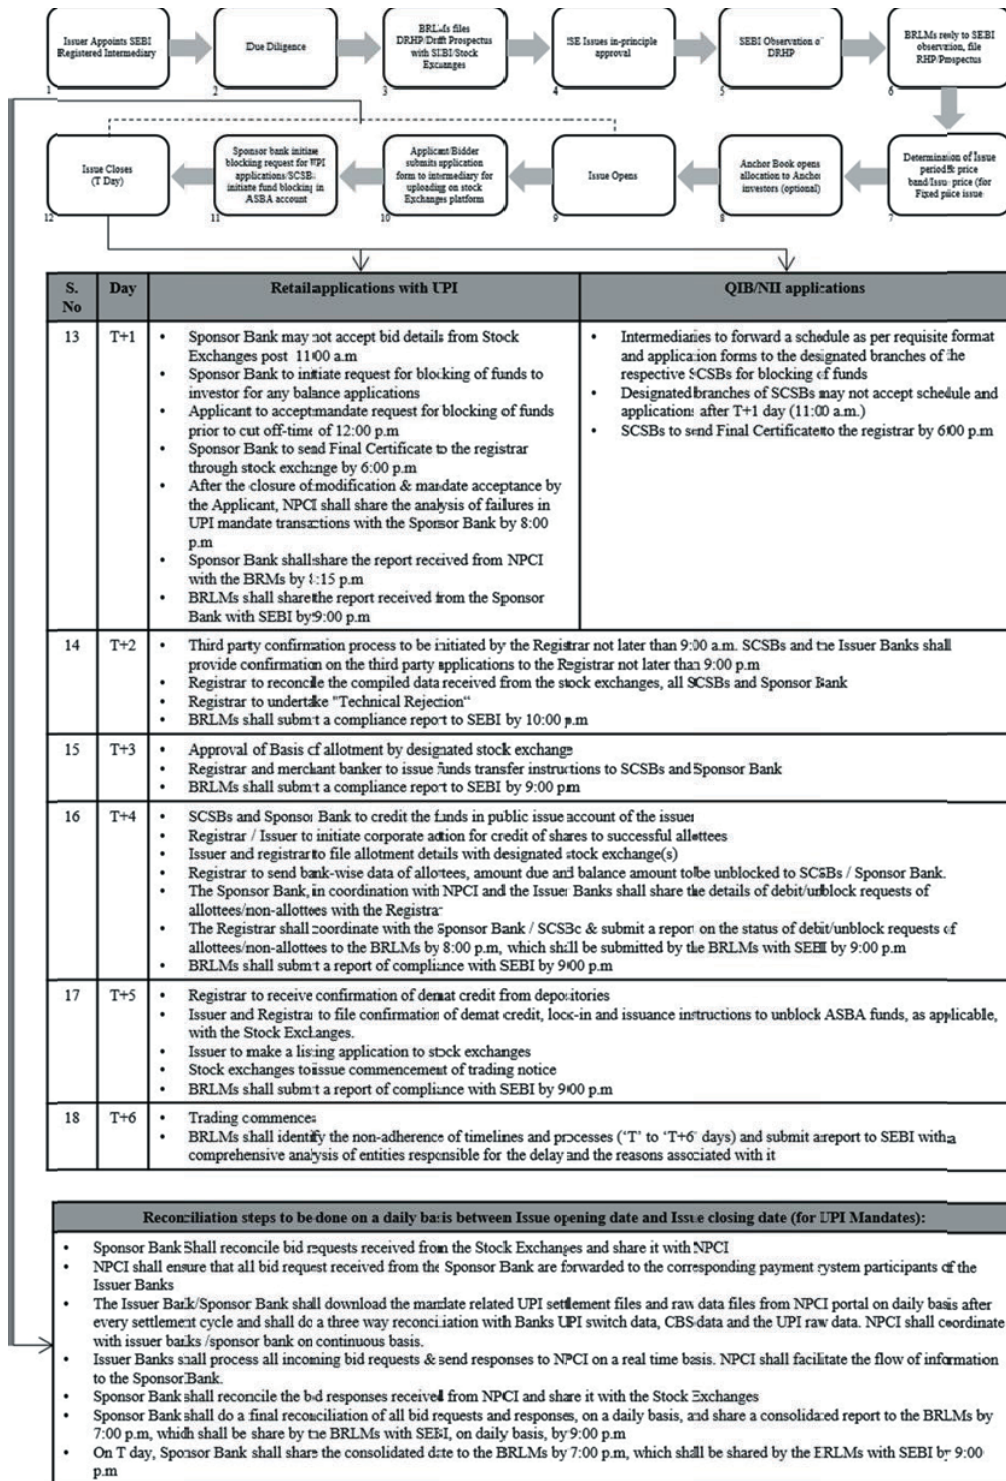 Issuer Appoints SEBI
Registered Intermediary
1
Due Diligence
2
BRLMs files
DRHP/Draft Prospectus
with SEBI/Stock
Exchanges
3
SE Issues in-principle
approval
4
SEBI Observation o
DRHP
5
BRLMs reply to SEBI
observation, file
RHP/Prospectus
6
Issue Closes
(T Day)
12
Sponsor bank initiate
blocking request for UPI
applications/SCSB
initiate fund blocking in
ASBA account
11
Applicant/Bidder
submits application
form to intermediary for
uploading on stock
Exchanges platform
10
Issue Opens
9
Anchor Book opens
allocation to Anchor
investors (optional)
8
Determination of Issue
period& price
band/Issue price (for
Fixed price issue
7
S. No
Day
Retail applications with UPI
QIB/NII applications
13
T+1
• Sponsor Bank may not accept bid details from Stock
Exchanges post 11:00 a.m
• Sponsor Bank to initiate request for blocking of funds to
investor for any balance applications
• Applicant to accept mandate request for blocking of funds
prior to cut off-time of 12:00 p.m
• Sponsor Bank to send Final Certificate to the registrar
through stock exchange by 6:00 p.m
• After the closure of modification & mandate acceptance by
the Applicant, NPCI shall share the analysis of failures in
UPI mandate transactions with the Sponsor Bank by 8:00
p.m
• Sponsor Bank shall share the report received from NPCI
with the BRMs by 8:15 p.m
• BRLMs shall share the report received from the Sponsor
Bank with SEBI by 9:00 p.m
• Intermediaries to forward a schedule as per requisite format
and application forms to the designated branches of the
respective SCSBs for blocking of funds
• Designated branches of SCSBs may not accept schedule and
applications after T+1 day (11:00 a.m.)
• SCSBs to send Final Certificate to the registrar by 6:00 p.m
14
T+2
• Third party confirmation process to be initiated by the Registrar not later than 9:00 a.m. SCSBs and the Issuer Banks shall
provide confirmation on the third party applications to the Registrar not later than 9:00 p.m
• Registrar to reconcile the compiled data received from the stock exchanges, all SCSBs and Sponsor Bank
• Registrar to undertake "Technical Rejection"
• BRLMs shall submit a compliance report to SEBI by 10:00 p.m
15
T+3
• Approval of Basis of allotment by designated stock exchange
• Registrar and merchant banker to issue funds transfer instructions to SCSBs and Sponsor Bank
• BRLMs shall submit a compliance report to SEBI by 9:00 pm
16
T+4
• SCSBs and Sponsor Bank to credit the funds in public issue account of the issuer
• Registrar / Issuer to initiate corporate action for credit of shares to successful allottees
• Issuer and registrar to file allotment details with designated stock exchange(s)
• Registrar to send bank-wise data of allottees, amount due and balance amount to be unblocked to SCSBs / Sponsor Bank.
• The Sponsor Bank, in coordination with NPCI and the Issuer Banks shall share the details of debit/unblock requests of
allottees/non-allottees with the Registrar
• The Registrar shall coordinate with the Sponsor Bank / SCSBc & submit a report on the status of debit/unblock requests of
allottees/non-allottees to the BRLMs by 8:00 p.m, which shall be submitted by the BRLMs with SEBI by 9:00 p.m
• BRLMs shall submit a report of compliance with SEBI by 9:00 p.m
17
T+5
• Registrar to receive confirmation of demat credit from depositories
• Issuer and Registrar to file confirmation of demat credit, lock-in and issuance instructions to unblock ASBA funds, as applicable,
with the Stock Exchanges.
• Issuer to make a listing application to stock exchanges
• Stock exchanges to issue commencement of trading notice
• BRLMs shall submit a report of compliance with SEBI by 9:00 p.m
18
T+6
• Trading commences
• BRLMs shall identify the non-adherence of timelines and processes ('T' to 'T+6' days) and submit a report to SEBI with a
comprehensive analysis of entities responsible for the delay and the reasons associated with it
Reconciliation steps to be done on a daily basis between Issue opening date and Issue closing date (for UPI Mandates):
• Sponsor Bank Shall reconcile bid requests received from the Stock Exchanges and share it with NPCI
• NPCI shall ensure that all bid request received from the Sponsor Bank are forwarded to the corresponding payment system participants of the
Issuer Banks
• The Issuer Bank/Sponsor Bank shall download the mandate related UPI settlement files and raw data files from NPCI portal on daily basis after
every settlement cycle and shall do a three way reconciliation with Banks UPI switch data, CBS data and the UPI raw data. NPCI shall coordinate
with issuer banks /sponsor bank on continuous basis.
• Issuer Banks shall process all incoming bid requests & send responses to NPCI on a real time basis. NPCI shall facilitate the flow of information
to the Sponsor Bank.
• Sponsor Bank shall reconcile the bid responses received from NPCI and share it with the Stock Exchanges
• Sponsor Bank shall do a final reconciliation of all bid requests and responses, on a daily basis, and share a consolidated report to the BRLMs by
7:00 p.m, which shall be share by the BRLMs with SEBI, on daily basis, by 9:00 p.m
• On T day, Sponsor Bank shall share the consolidated date to the BRLMs by 7:00 p.m, which shall be shared by the BRLMs with SEBI by 9:00
p.m